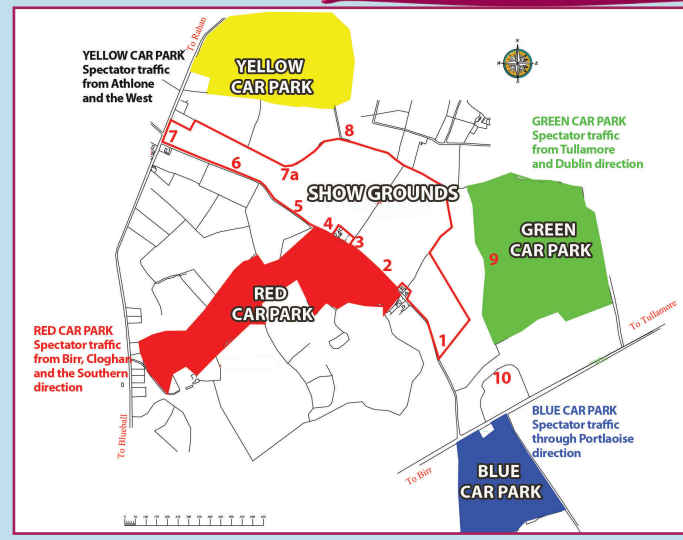 To Rahan
YELLOW CAR PARK
Spectator traffic
from Athlone
and the West
YELLOW
CAR PARK
N
W
E
S
GREEN CAR PARK
Spectator traffic
from Tullamore
and Dublin direction
7
8
6
7a
SHOW GROUNDS
5
4
3
2
GREEN
CAR PARK
9
RED
CAR PARK
RED CAR PARK
Spectator traffic
from Birr, Cloghan
and the Southern
direction
1
To Tullamore
10
BLUE CAR PARK
Spectator traffic
through Portlaoise
direction
To Blueball
To Birr
BLUE
CAR PARK